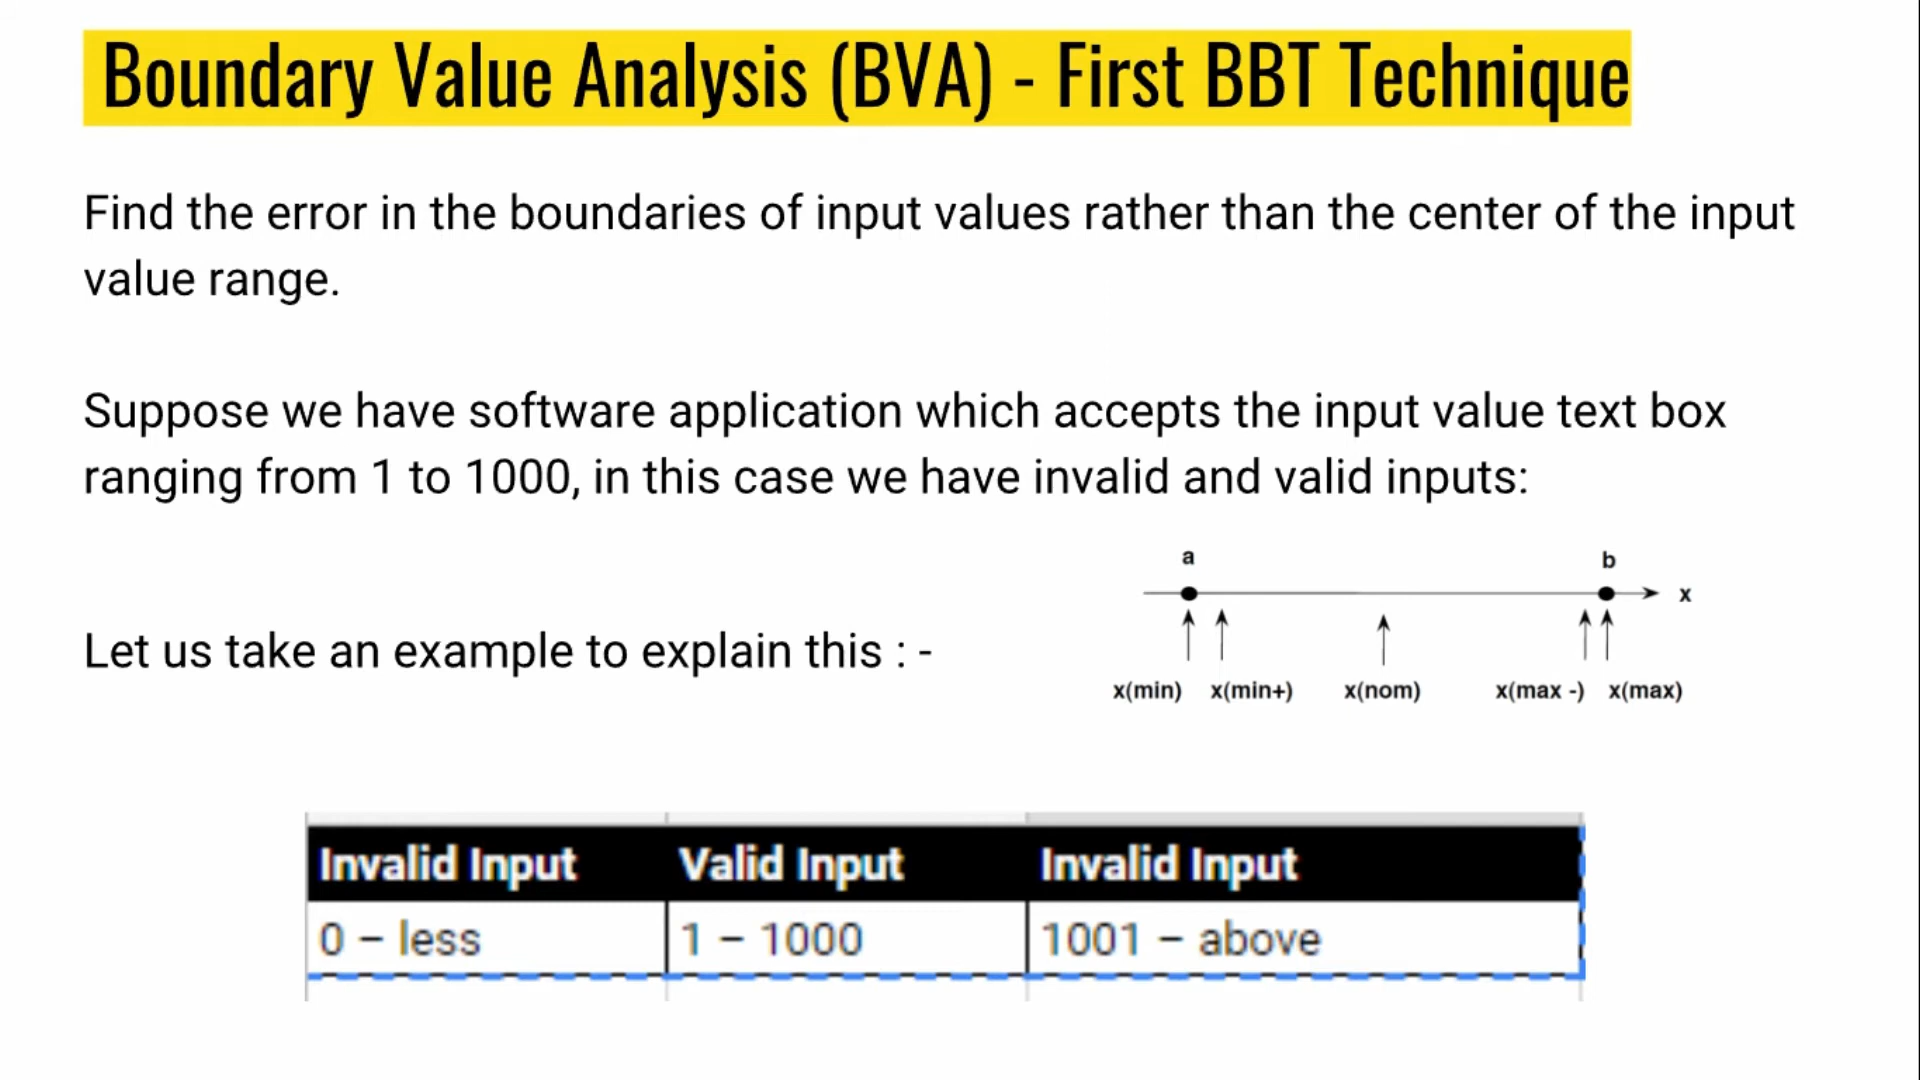 Boundary Value Analysis (BVA) - First BBT Technique
Find the error in the boundaries of input values rather than the center of the input
value range.
Suppose we have software application which accepts the input value text box
ranging from 1 to 1000, in this case we have invalid and valid inputs:
Let us take an example to explain this : -
a b
x
x(min) x(min+) x(nom) x(max -) x(max)
Invalid Input Valid Input Invalid Input
0 – less 1 – 1000 1001 – above